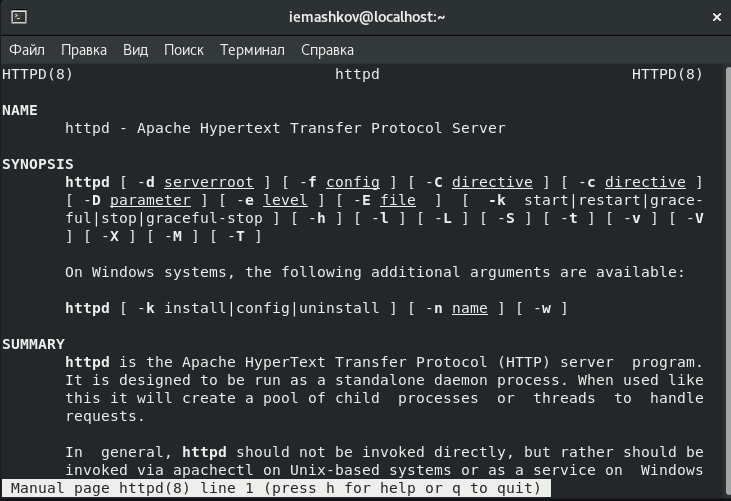 iemashkov@localhost:~
Файл Правка Вид Поиск Терминал Справка
HTTPD(8) httpd HTTPD(8)
NAME
httpd - Apache Hypertext Transfer Protocol Server
SYNOPSIS
httpd [ -d serverroot ] [ -f config ] [ -C directive ] [ -c directive ]
[ -D parameter ] [ -e level ] [ -E file ] [ -k start|restart|grace-
ful|stop|graceful-stop ] [ -h ] [ -l ] [ -L ] [ -S ] [ -t ] [ -v ] [ -V
] [ -X ] [ -M ] [ -T ]
On Windows systems, the following additional arguments are available:
httpd [ -k install|config|uninstall ] [ -n name ] [ -w ]
SUMMARY
httpd is the Apache HyperText Transfer Protocol (HTTP) server program.
It is designed to be run as a standalone daemon process. When used like
this it will create a pool of child processes or threads to handle
requests.
In general, httpd should not be invoked directly, but rather should be
invoked via apachectl on Unix-based systems or as a service on Windows
Manual page httpd(8) line 1 (press h for help or q to quit)